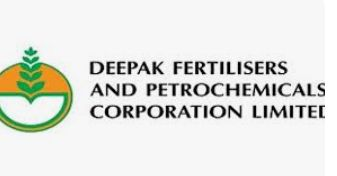 DEEPAK FERTILISERS
AND PETROCHEMICALS
CORPORATION LIMITED